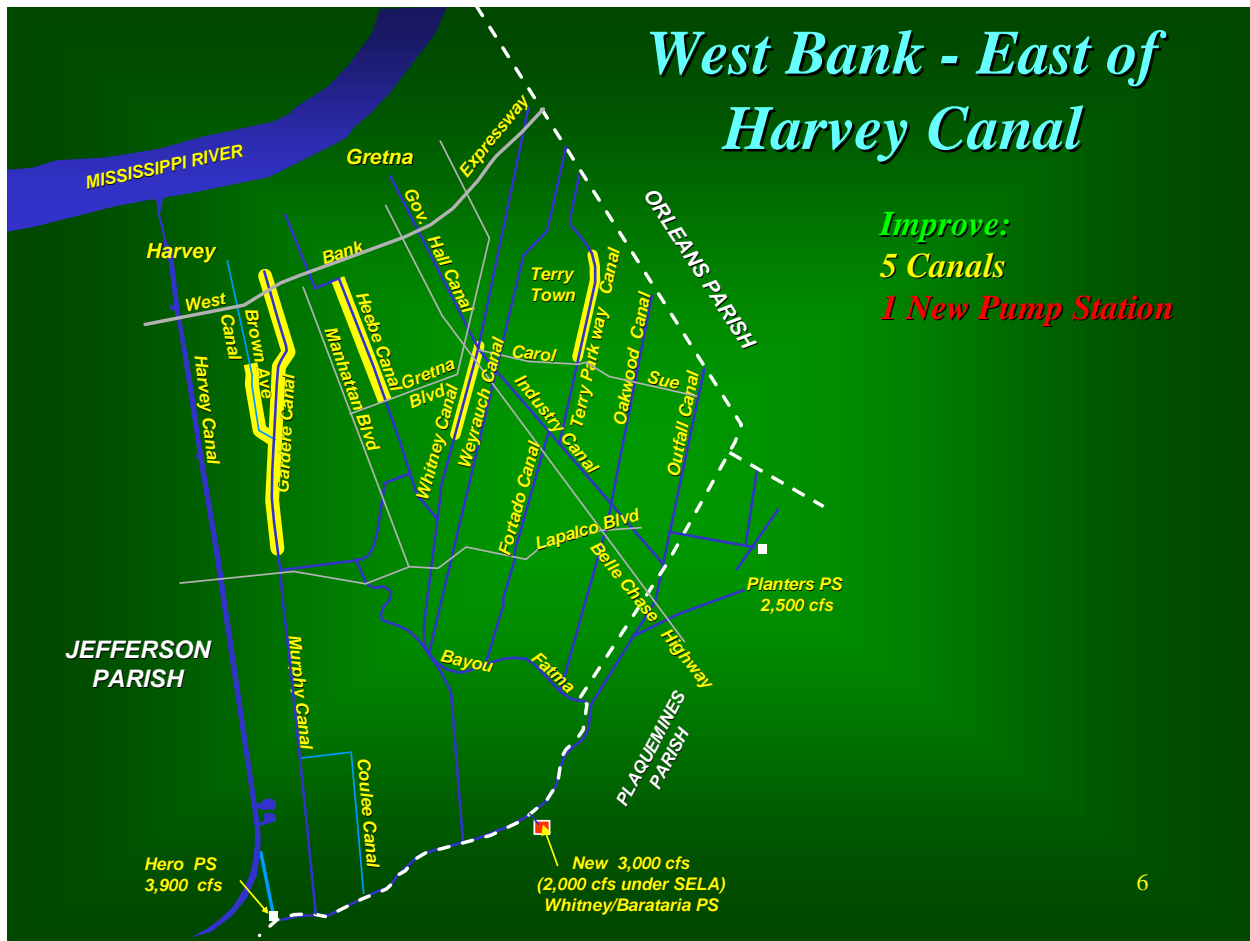 West Bank - East of
Harvey Canal
Improve:
5 Canals
1 New Pump Station
MISSISSIPPI RIVER
Gretna
Expressway
Harvey
Bank
West
Gov. Hall Canal
Terry
Town
ORLEANS PARISH
Brown Ave
Canal
Heebe Canal
Manhattan Blvd
Gretna
Blvd
Harvey Canal
Gardere Canal
Whitney Canal
Weyrauch Canal
Carol Sue
Industry Canal
Terry Park way Canal
Oakwood Canal
Outfall Canal
Fortado Canal
Lapalco Blvd
Belle Chase Highway
Planters PS
2,500 cfs
JEFFERSON
PARISH
Murphy Canal
Bayou Fatma
PLAQUEMINES
PARISH
Coulee Canal
Hero PS
3,900 cfs
New 3,000 cfs
(2,000 cfs under SELA)
Whitney/Barataria PS
6